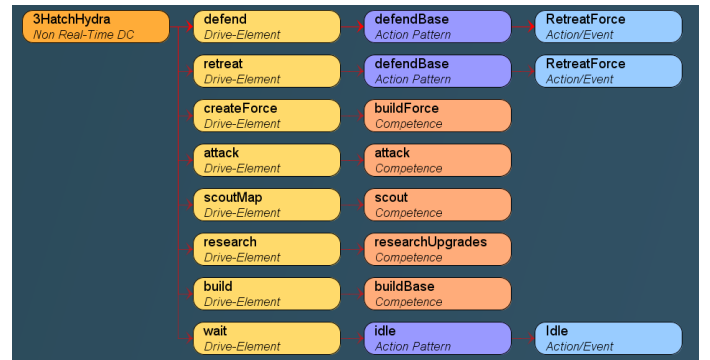 3HatchHydra
Non Real-Time DC
defend
Drive-Element
defendBase
Action Pattern
RetreatForce
Action/Event
retreat
Drive-Element
defendBase
Action Pattern
RetreatForce
Action/Event
createForce
Drive-Element
buildForce
Competence
attack
Drive-Element
attack
Competence
scoutMap
Drive-Element
scout
Competence
research
Drive-Element
researchUpgrades
Competence
build
Drive-Element
buildBase
Competence
wait
Drive-Element
idle
Action Pattern
Idle
Action/Event